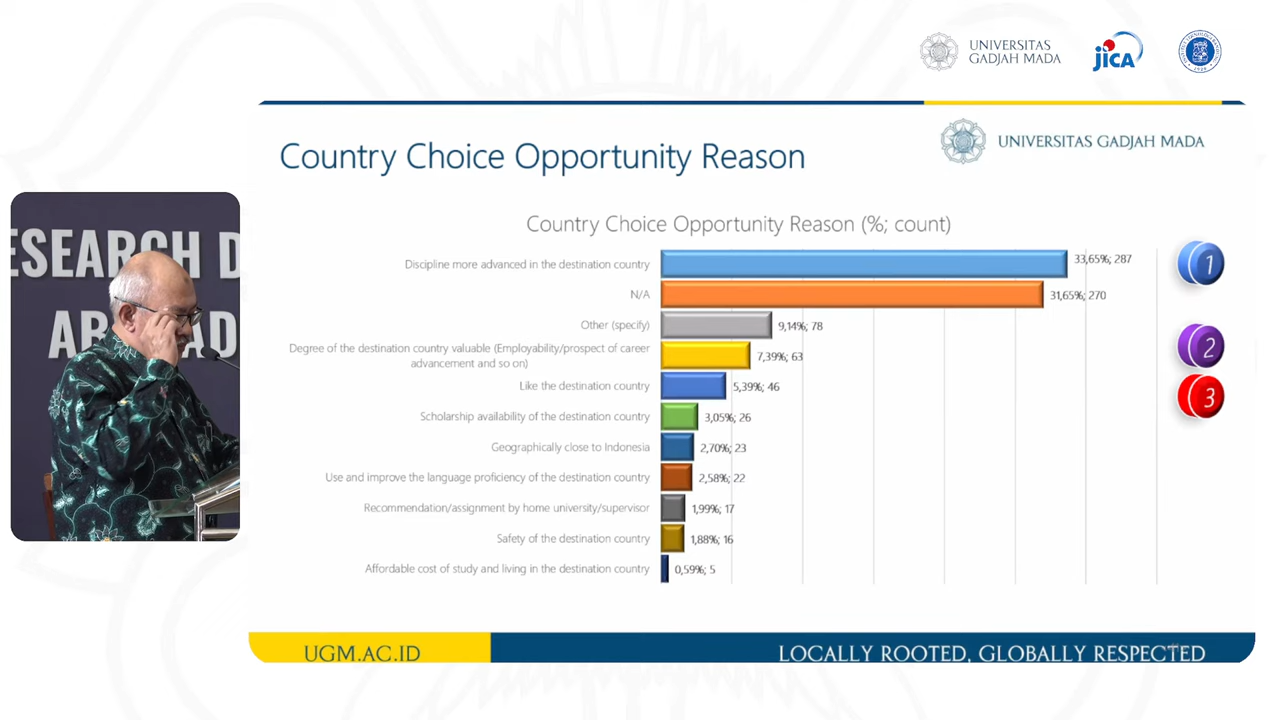 UNIVERSITAS
GADJAH MADA
JICA
UNIVERSITAS GADJAH MADA
Country Choice Opportunity Reason
ESEARCH D
AB AD
Country Choice Opportunity Reason (%; count)
Discipline more advanced in the destination country
33,65%; 287
1
N/A
31,65%; 270
Other (specify)
9,14%; 78
Degree of the destination country valuable (Employability/prospect of career
advancement and so on)
7,39%; 63
2
Like the destination country
5,39%; 46
3
Scholarship availability of the destination country
3,05%; 26
Geographically close to Indonesia
2,70%; 23
Use and improve the language proficiency of the destination country
2,58%; 22
Recommendation/assignment by home university/supervisor
1,99%; 17
Safety of the destination country
1,88%; 16
Affordable cost of study and living in the destination country
0,59%; 5
UGM.AC.ID
LOCALLY ROOTED, GLOBALLY RESPECTED